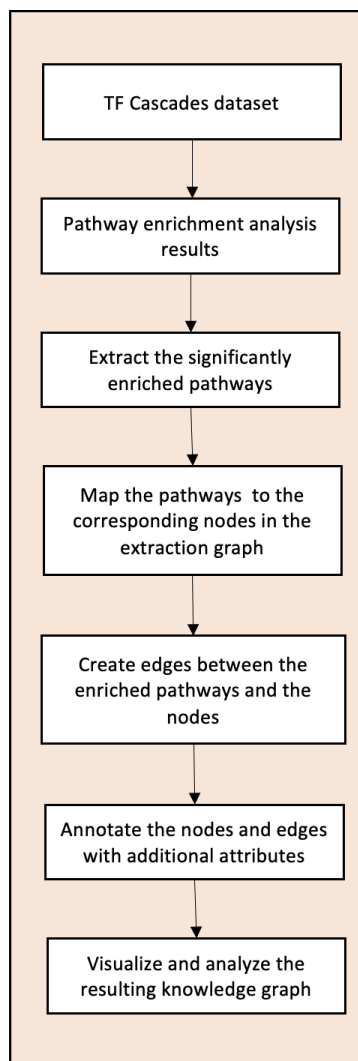 TF Cascades dataset
Pathway enrichment analysis
results
Extract the significantly
enriched pathways
Map the pathways to the
corresponding nodes in the
extraction graph
Create edges between the
enriched pathways and the
nodes
Annotate the nodes and edges
with additional attributes
Visualize and analyze the
resulting knowledge graph